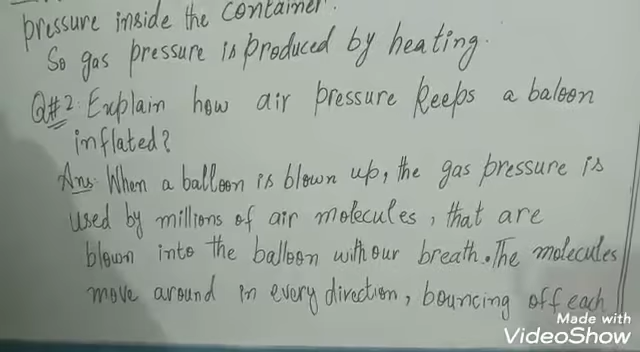 pressure inside the container.
So gas pressure is produced by heating.
Q#2: Explain how air pressure keeps a baloon
inflated?
Ans: When a balloon is blown up, the gas pressure is
used by millions of air molecules, that are
blown into the balloon with our breath. The molecules
move around in every direction, bouncing off each
Made with
VideoShow